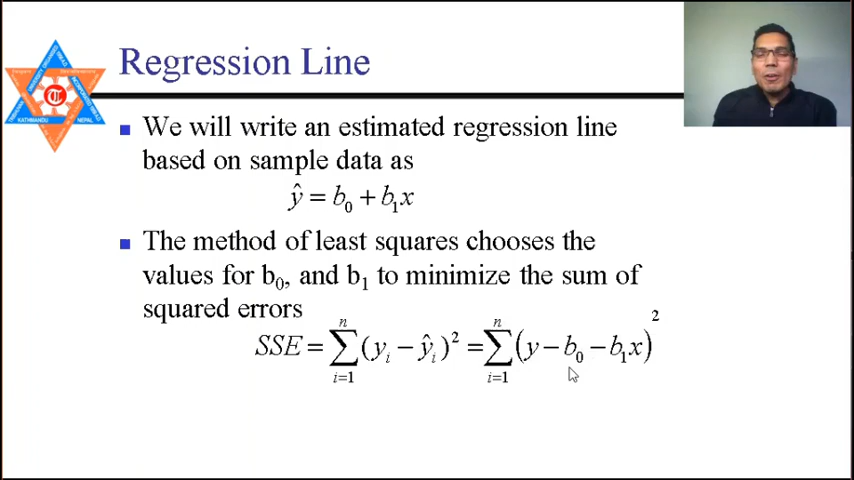 Regression Line
We will write an estimated regression line
based on sample data as
ŷ = b₀ + b₁x
The method of least squares chooses the
values for b₀, and b₁ to minimize the sum of
squared errors
SSE = ∑ᵢ₌₁ⁿ (yᵢ − ŷᵢ)² = ∑ᵢ₌₁ⁿ (y − b₀ − b₁x)²
KATHMANDU
NEPAL